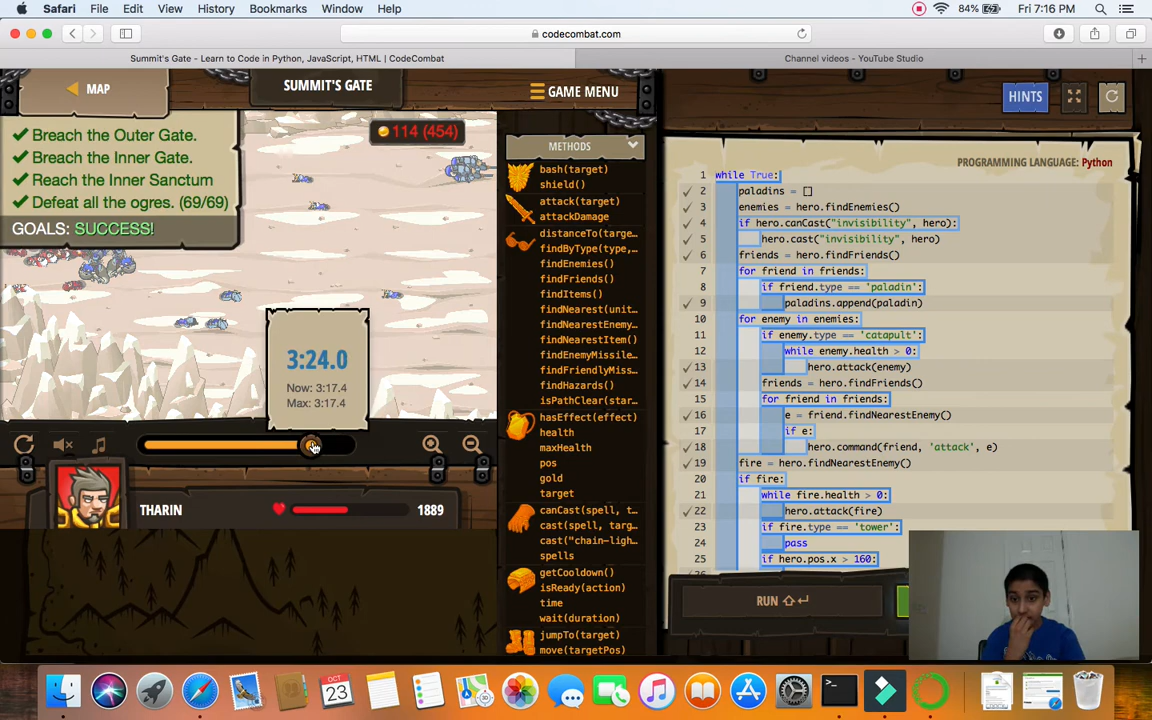 Safari File Edit View History Bookmarks Window Help 84% Fri 7:16 PM
codecombat.com
Summit's Gate - Learn to Code in Python, JavaScript, HTML | CodeCombat
Channel videos - YouTube Studio
MAP
SUMMIT'S GATE
GAME MENU
HINTS
✔ Breach the Outer Gate.
✔ Breach the Inner Gate.
✔ Reach the Inner Sanctum
✔ Defeat all the ogres. (69/69)
GOALS: SUCCESS!
114 (454)
3:24.0
Now: 3:17.4
Max: 3:17.4
THARIN
1889
METHODS
bash(target)
shield()
attack(target)
attackDamage
distanceTo(targe…
findByType(type,…
findEnemies()
findFriends()
findItems()
findNearest(unit…
findNearestEnemy…
findNearestItem()
findEnemyMissile…
findFriendlyMiss…
findHazards()
isPathClear(star…
hasEffect(effect)
health
maxHealth
pos
gold
target
canCast(spell, t…
cast(spell, targ…
cast("chain-ligh…
spells
getCooldown()
isReady(action)
time
wait(duration)
jumpTo(target)
move(targetPos)
PROGRAMMING LANGUAGE: Python
1 while True:
2 paladins = []
3 enemies = hero.findEnemies()
4 if hero.canCast("invisibility", hero):
5 hero.cast("invisibility", hero)
6 friends = hero.findFriends()
7 for friend in friends:
8 if friend.type == 'paladin':
9 paladins.append(paladin)
10 for enemy in enemies:
11 if enemy.type == 'catapult':
12 while enemy.health > 0:
13 hero.attack(enemy)
14 friends = hero.findFriends()
15 for friend in friends:
16 e = friend.findNearestEnemy()
17 if e:
18 hero.command(friend, 'attack', e)
19 fire = hero.findNearestEnemy()
20 if fire:
21 while fire.health > 0:
22 hero.attack(fire)
23 if fire.type == 'tower':
24 pass
25 if hero.pos.x > 160:
RUN
OCT
23